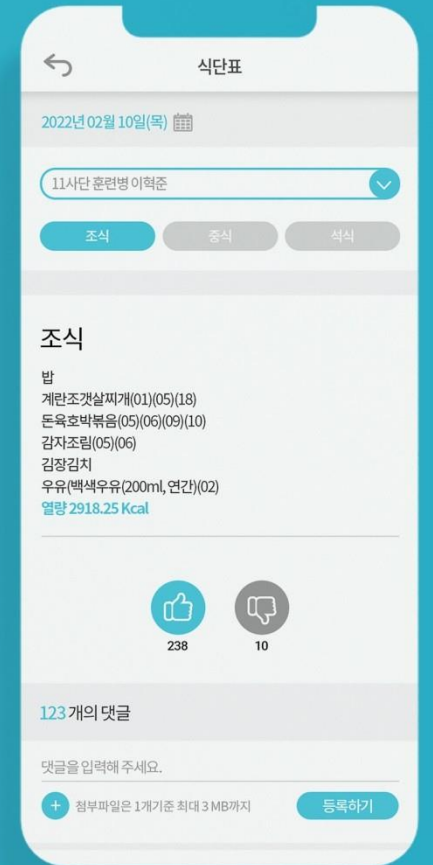 식단표
2022년 02월 10일(목)
11사단 훈련병 이혁준
조식
중식
석식
조식
밥
계란조갯살찌개(01)(05)(18)
돈육호박볶음(05)(06)(09)(10)
감자조림(05)(06)
김장김치
우유(백색우유(200ml, 연간)(02)
열량 2918.25 Kcal
238
10
123 개의 댓글
댓글을 입력해 주세요.
+ 첨부파일은 1개기준 최대 3 MB까지
등록하기